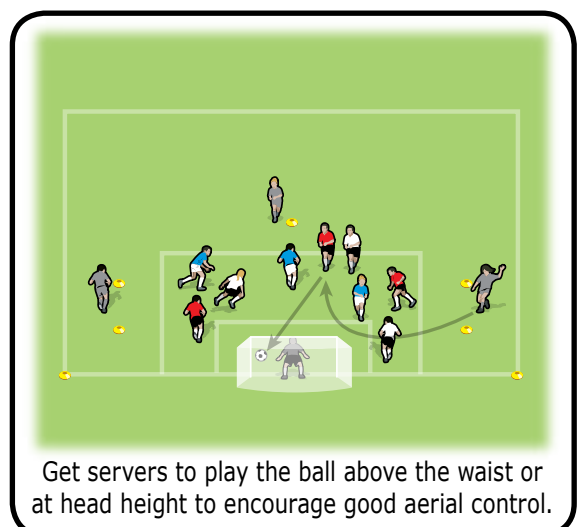 Get servers to play the ball above the waist or
at head height to encourage good aerial control.